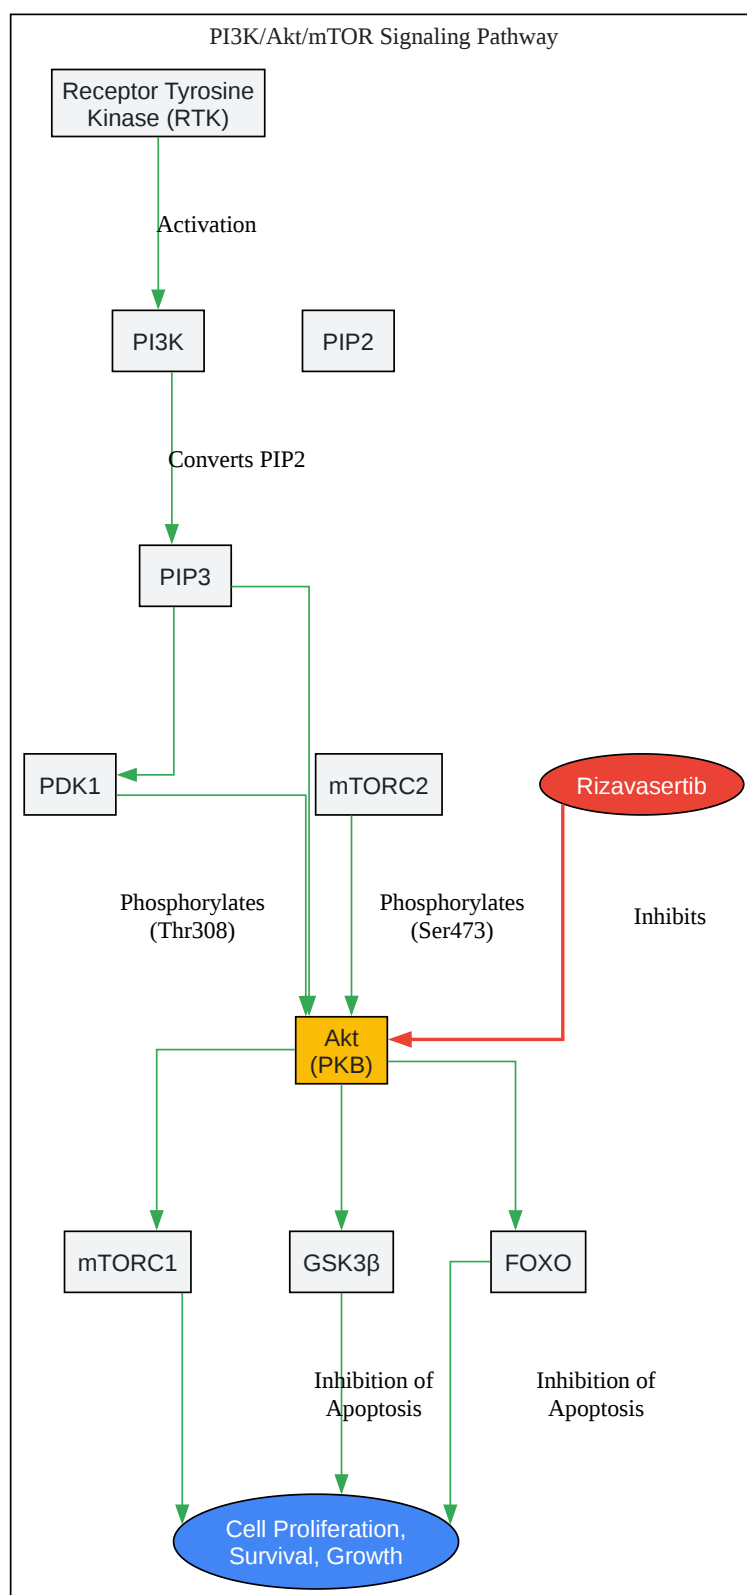 PI3K/Akt/mTOR Signaling Pathway
Receptor Tyrosine
Kinase (RTK)
Activation
PI3K
PIP2
Converts PIP2
PIP3
PDK1
mTORC2
Rizavasertib
Phosphorylates
(Thr308)
Phosphorylates
(Ser473)
Inhibits
Akt
(PKB)
mTORC1
GSK3β
FOXO
Inhibition of
Apoptosis
Inhibition of
Apoptosis
Cell Proliferation,
Survival, Growth